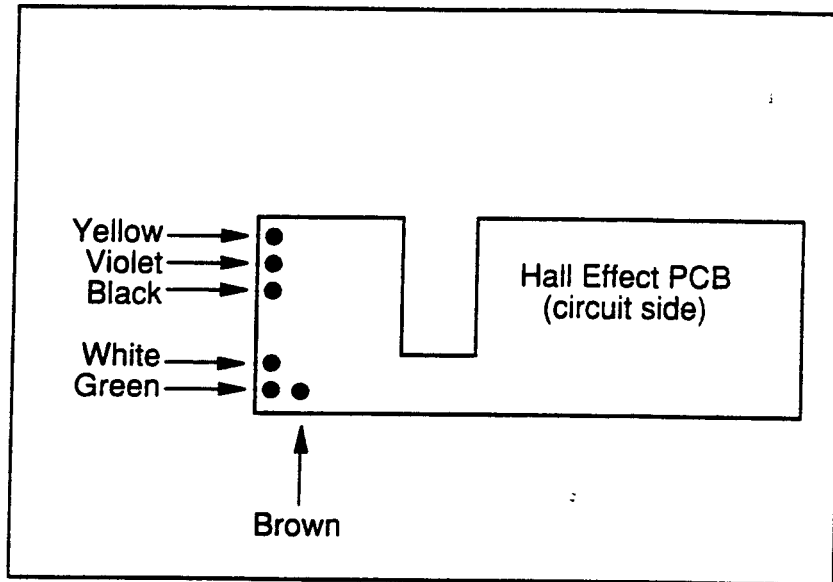 Yellow
Violet
Black
Hall Effect PCB
(circuit side)
White
Green
Brown